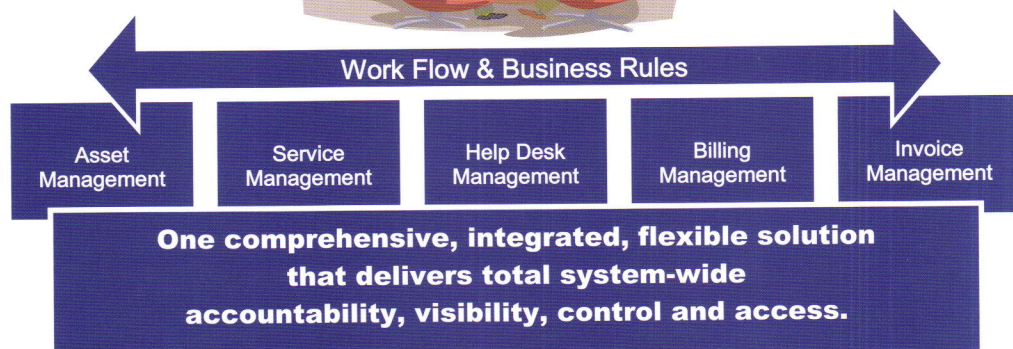 Work Flow & Business Rules
Asset
Management
Service
Management
Help Desk
Management
Billing
Management
Invoice
Management
One comprehensive, integrated, flexible solution
that delivers total system-wide
accountability, visibility, control and access.